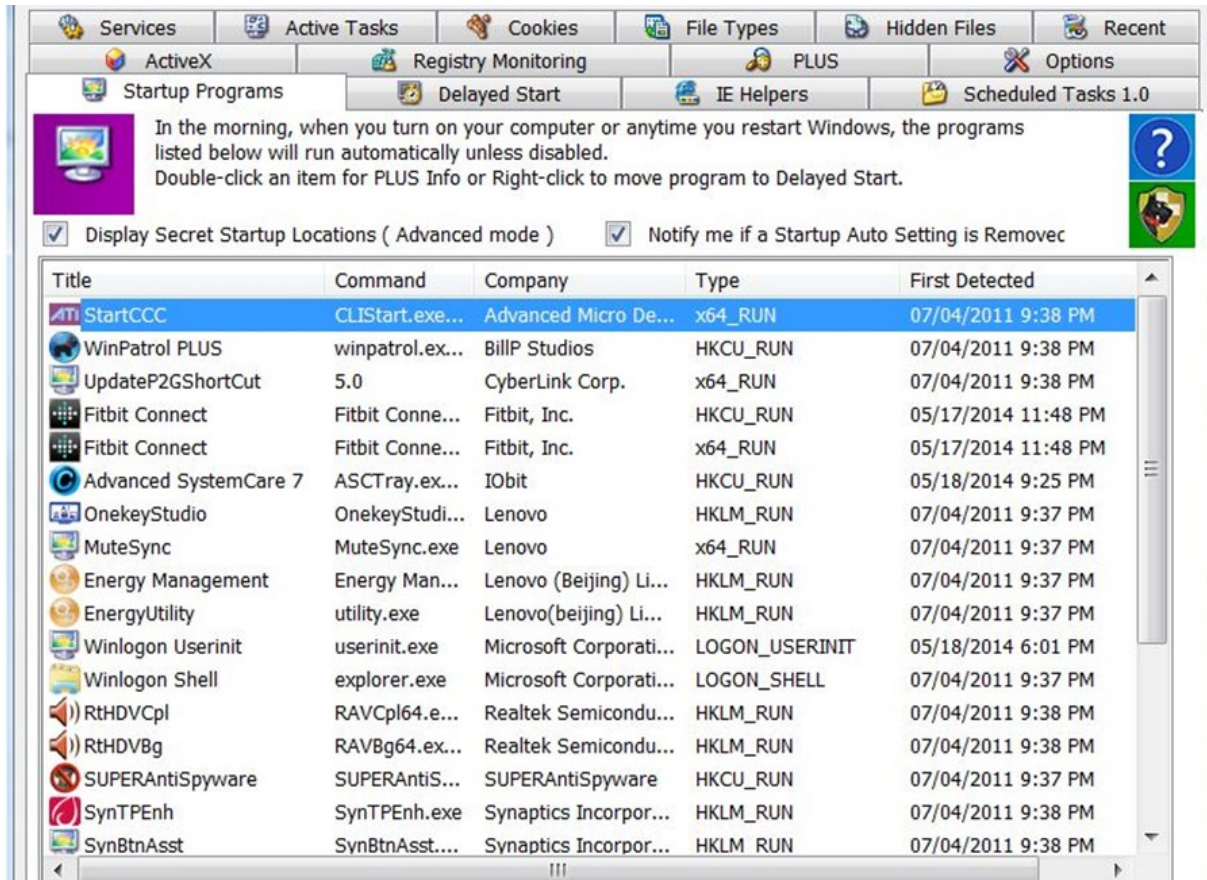 Services Active Tasks Cookies File Types Hidden Files Recent
ActiveX Registry Monitoring PLUS Options
Startup Programs Delayed Start IE Helpers Scheduled Tasks 1.0
In the morning, when you turn on your computer or anytime you restart Windows, the programs
listed below will run automatically unless disabled.
Double-click an item for PLUS Info or Right-click to move program to Delayed Start.
Display Secret Startup Locations ( Advanced mode ) Notify me if a Startup Auto Setting is Removed
Title Command Company Type First Detected
ATI StartCCC CLIStart.exe... Advanced Micro De... x64_RUN 07/04/2011 9:38 PM
WinPatrol PLUS winpatrol.ex... BillP Studios HKCU_RUN 07/04/2011 9:38 PM
UpdateP2GShortCut 5.0 CyberLink Corp. x64_RUN 07/04/2011 9:38 PM
Fitbit Connect Fitbit Conne... Fitbit, Inc. HKCU_RUN 05/17/2014 11:48 PM
Fitbit Connect Fitbit Conne... Fitbit, Inc. x64_RUN 05/17/2014 11:48 PM
Advanced SystemCare 7 ASCTray.ex... IObit HKCU_RUN 05/18/2014 9:25 PM
OnekeyStudio OnekeyStudi... Lenovo HKLM_RUN 07/04/2011 9:37 PM
MuteSync MuteSync.exe Lenovo x64_RUN 07/04/2011 9:37 PM
Energy Management Energy Man... Lenovo (Beijing) Li... HKLM_RUN 07/04/2011 9:37 PM
EnergyUtility utility.exe Lenovo(beijing) Li... HKLM_RUN 07/04/2011 9:37 PM
Winlogon Userinit userinit.exe Microsoft Corporati... LOGON_USERINIT 05/18/2014 6:01 PM
Winlogon Shell explorer.exe Microsoft Corporati... LOGON_SHELL 07/04/2011 9:37 PM
RtHDVCpl RAVCpl64.e... Realtek Semicondu... HKLM_RUN 07/04/2011 9:38 PM
RtHDVBg RAVBg64.ex... Realtek Semicondu... HKLM_RUN 07/04/2011 9:38 PM
SUPERAntiSpyware SUPERAntiS... SUPERAntiSpyware HKCU_RUN 07/04/2011 9:37 PM
SynTPEnh SynTPEnh.exe Synaptics Incorpor... HKLM_RUN 07/04/2011 9:38 PM
SynBtnAsst SynBtnAsst.... Synaptics Incorpor... HKLM RUN 07/04/2011 9:38 PM